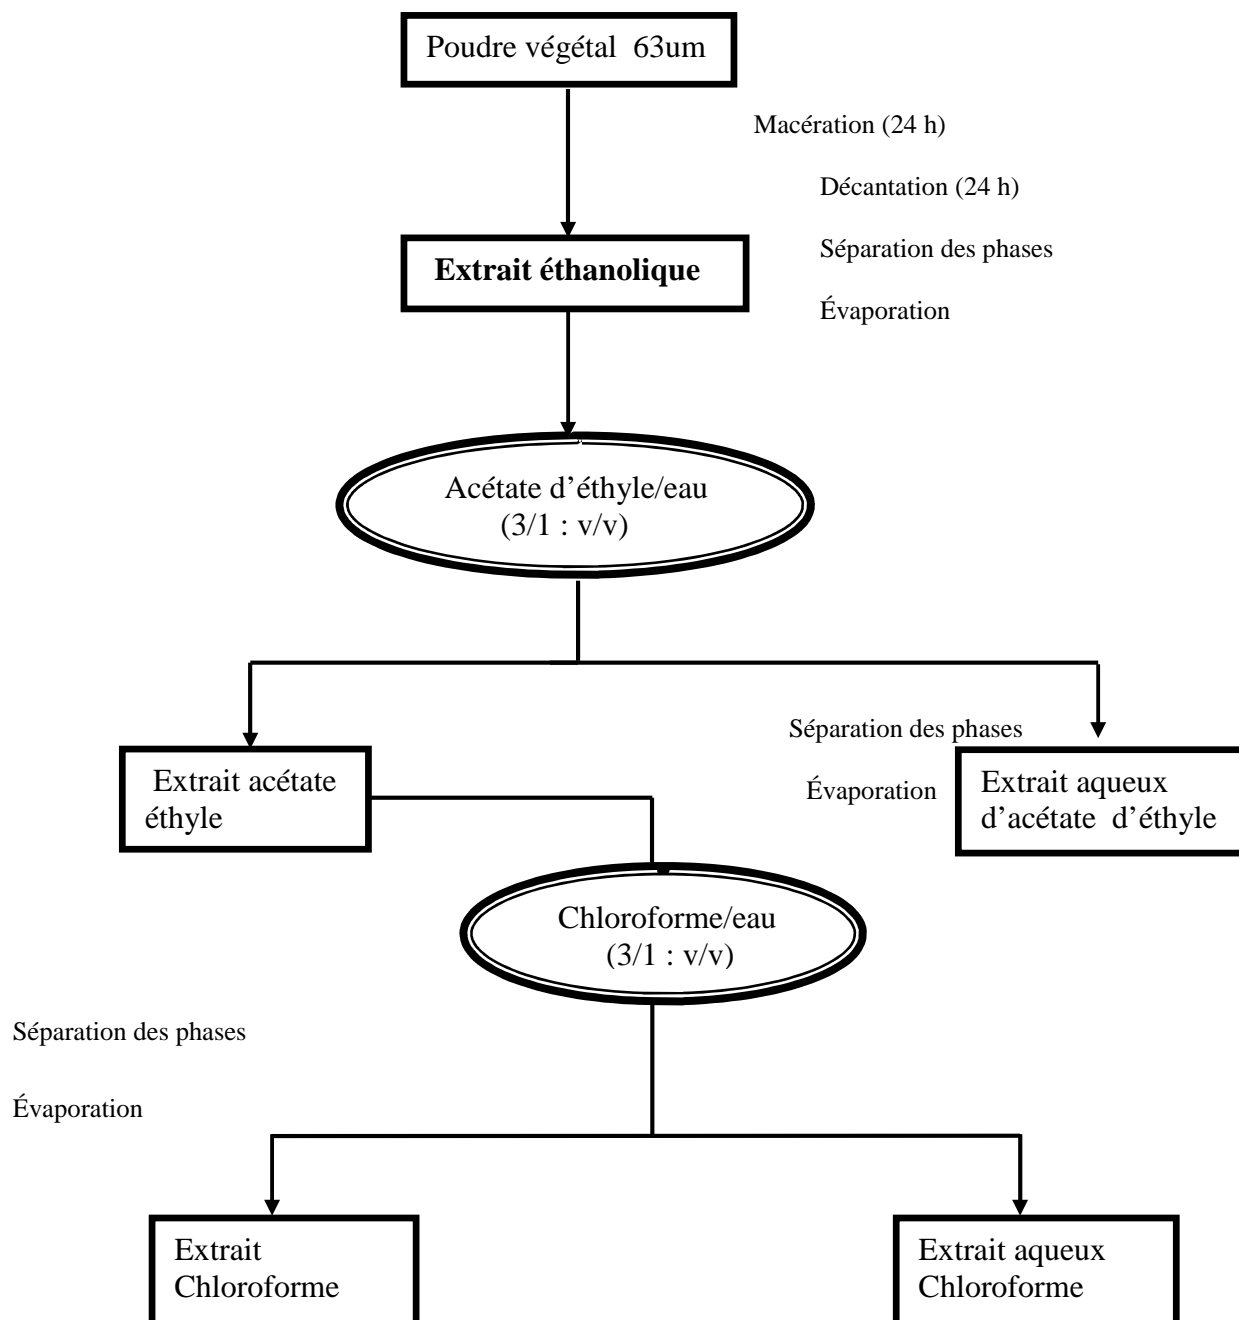 Poudre végétal  63um
Macération (24 h)
Décantation (24 h)
Séparation des phases
Évaporation
Extrait éthanolique
Acétate d’éthyle/eau
(3/1 : v/v)
Séparation des phases
Évaporation
Extrait acétate
éthyle
Extrait aqueux
d’acétate  d’éthyle
Chloroforme/eau
(3/1 : v/v)
Séparation des phases
Évaporation
Extrait
Chloroforme
Extrait aqueux
Chloroforme